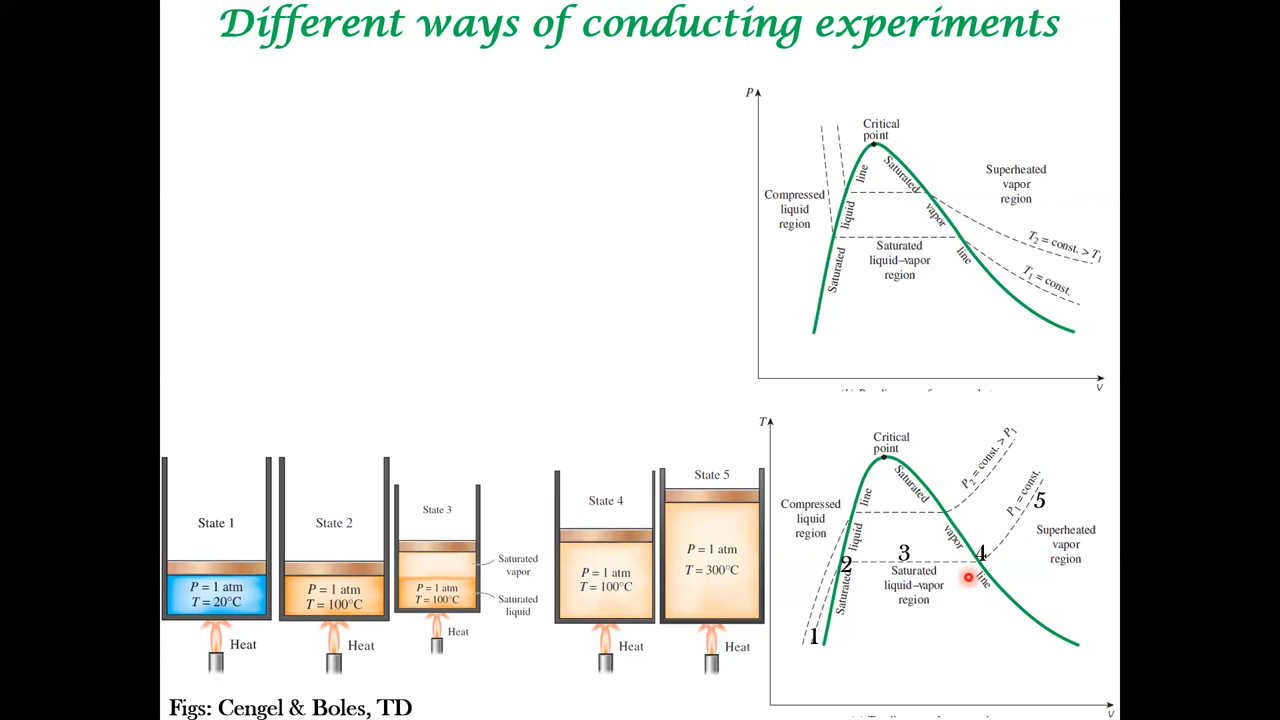 Different ways of conducting experiments
P
Critical
point
Saturated
line
Superheated
vapor
region
Compressed
liquid
region
liquid
vapor
Saturated
liquid–vapor
region
line
Saturated
T₂ = const. > T₁
T₁ = const.
v
T
Critical
point
P₂ = const. > P₁
Saturated
line
P₁ = const.
5
Compressed
liquid
region
liquid
vapor
Superheated
vapor
region
2
3
4
Saturated
liquid–vapor
region
line
Saturated
1
v
State 1
P = 1 atm
T = 20°C
Heat
State 2
P = 1 atm
T = 100°C
Heat
State 3
Saturated
vapor
P = 1 atm
T = 100°C
Saturated
liquid
Heat
State 4
P = 1 atm
T = 100°C
Heat
State 5
P = 1 atm
T = 300°C
Heat
Figs: Cengel & Boles, TD